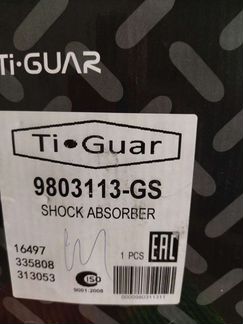 Ti-GUAR
Ti•Guar
9803113-GS
SHOCK ABSORBER
16497
335808
313053
1 PCS
EAC
ISO
9001:2008